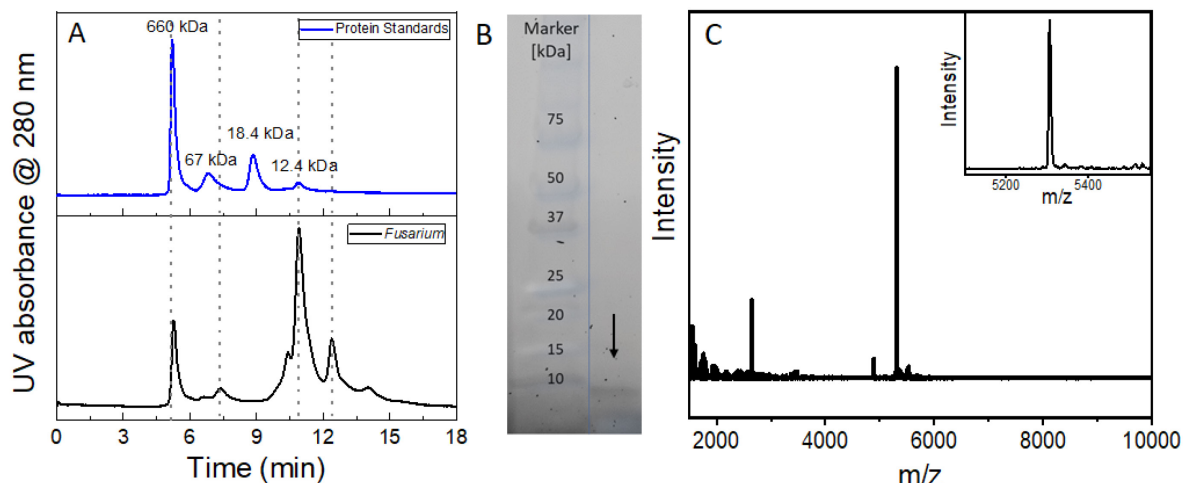 A
660 kDa
Protein Standards
67 kDa
18.4 kDa
12.4 kDa
UV absorbance @ 280 nm
Fusarium
0
3
6
9
12
15
18
Time (min)
B
Marker
[kDa]
75
50
37
25
20
15
10
C
Intensity
2000
4000
6000
8000
10000
m/z
Intensity
5200
5400
m/z